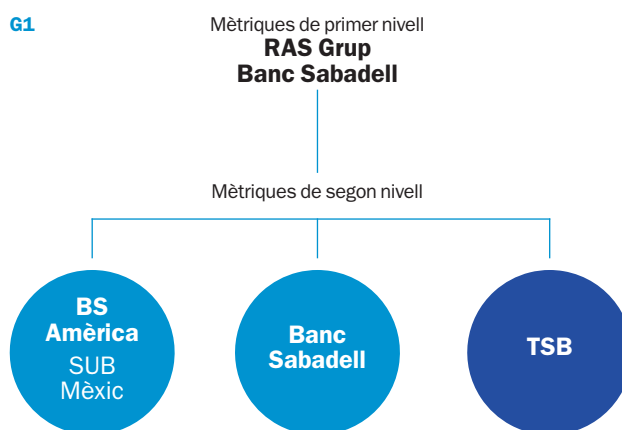 G1
Mètriques de primer nivell
RAS Grup
Banc Sabadell
Mètriques de segon nivell
BS
Amèrica
SUB
Mèxic
Banc
Sabadell
TSB